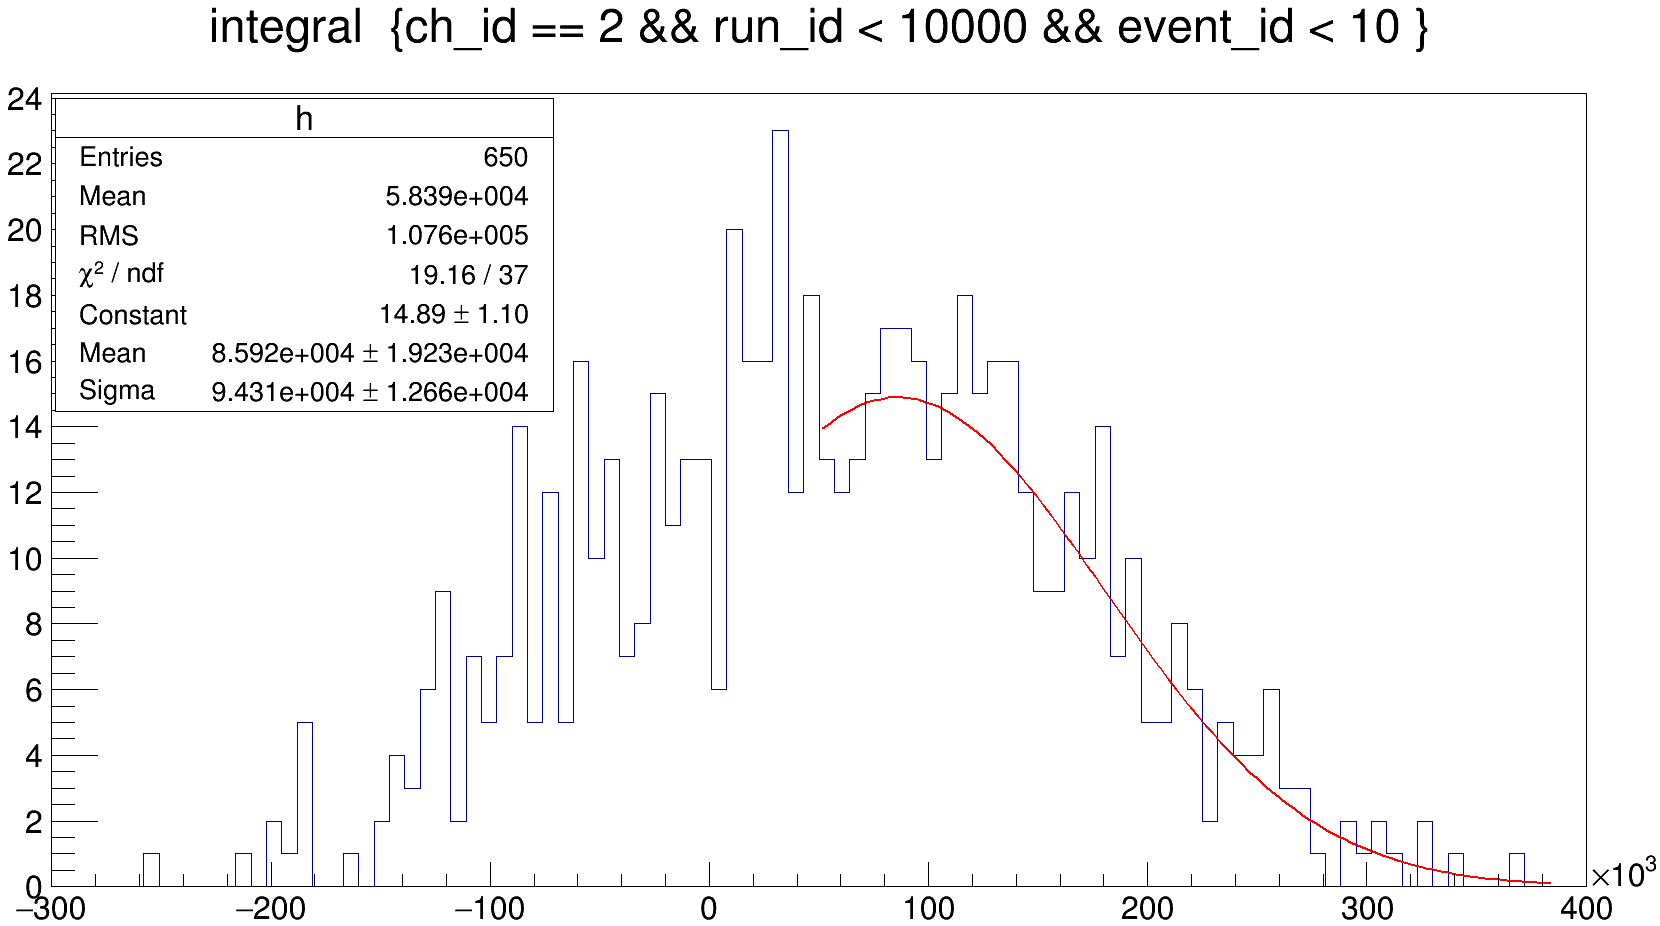 integral {ch_id == 2 && run_id < 10000 && event_id < 10 }
h
Entries 650
Mean 5.839e+004
RMS 1.076e+005
χ² / ndf 19.16 / 37
Constant 14.89 ± 1.10
Mean 8.592e+004 ± 1.923e+004
Sigma 9.431e+004 ± 1.266e+004
24
22
20
18
16
14
12
10
8
6
4
2
0
−300 −200 −100 0 100 200 300 400
×10³